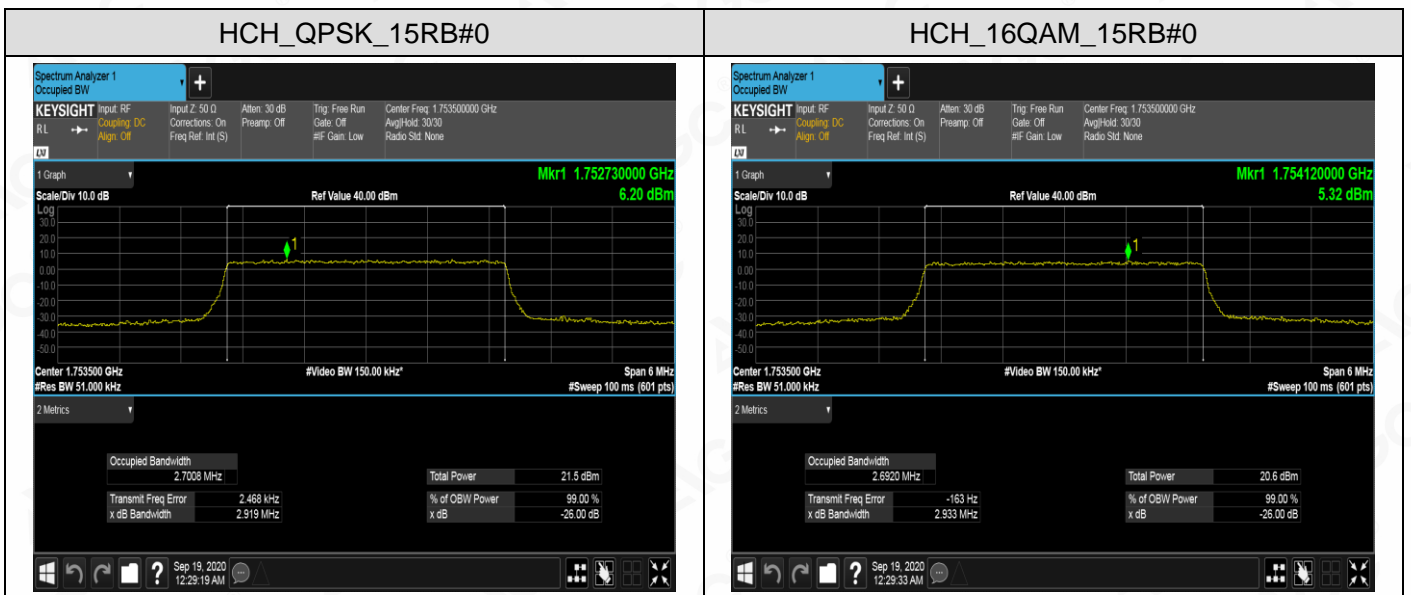 HCH_QPSK_15RB#0
Spectrum Analyzer 1
Occupied BW
+
KEYSIGHT Input: RF Input Z: 50 Ω Atten: 30 dB Trig: Free Run Center Freq: 1.753500000 GHz
RL Coupling: DC Corrections: On Preamp: Off Gate: Off Avg|Hold: 30/30
Align: Off Freq Ref: Int (S) #IF Gain: Low Radio Std: None
LXI
1 Graph
Mkr1 1.752730000 GHz
Scale/Div 10.0 dB Ref Value 40.00 dBm 6.20 dBm
Log
30.0
20.0
10.0
0.00
-10.0
-20.0
-30.0
-40.0
-50.0
1
Center 1.753500 GHz #Video BW 150.00 kHz* Span 6 MHz
#Res BW 51.000 kHz #Sweep 100 ms (601 pts)
2 Metrics
Occupied Bandwidth
2.7008 MHz Total Power 21.5 dBm
Transmit Freq Error 2.468 kHz % of OBW Power 99.00 %
x dB Bandwidth 2.919 MHz x dB -26.00 dB
? Sep 19, 2020
12:29:19 AM
HCH_16QAM_15RB#0
Spectrum Analyzer 1
Occupied BW
+
KEYSIGHT Input: RF Input Z: 50 Ω Atten: 30 dB Trig: Free Run Center Freq: 1.753500000 GHz
RL Coupling: DC Corrections: On Preamp: Off Gate: Off Avg|Hold: 30/30
Align: Off Freq Ref: Int (S) #IF Gain: Low Radio Std: None
LXI
1 Graph
Mkr1 1.754120000 GHz
Scale/Div 10.0 dB Ref Value 40.00 dBm 5.32 dBm
Log
30.0
20.0
10.0
0.00
-10.0
-20.0
-30.0
-40.0
-50.0
1
Center 1.753500 GHz #Video BW 150.00 kHz* Span 6 MHz
#Res BW 51.000 kHz #Sweep 100 ms (601 pts)
2 Metrics
Occupied Bandwidth
2.6920 MHz Total Power 20.6 dBm
Transmit Freq Error -163 Hz % of OBW Power 99.00 %
x dB Bandwidth 2.933 MHz x dB -26.00 dB
? Sep 19, 2020
12:29:33 AM